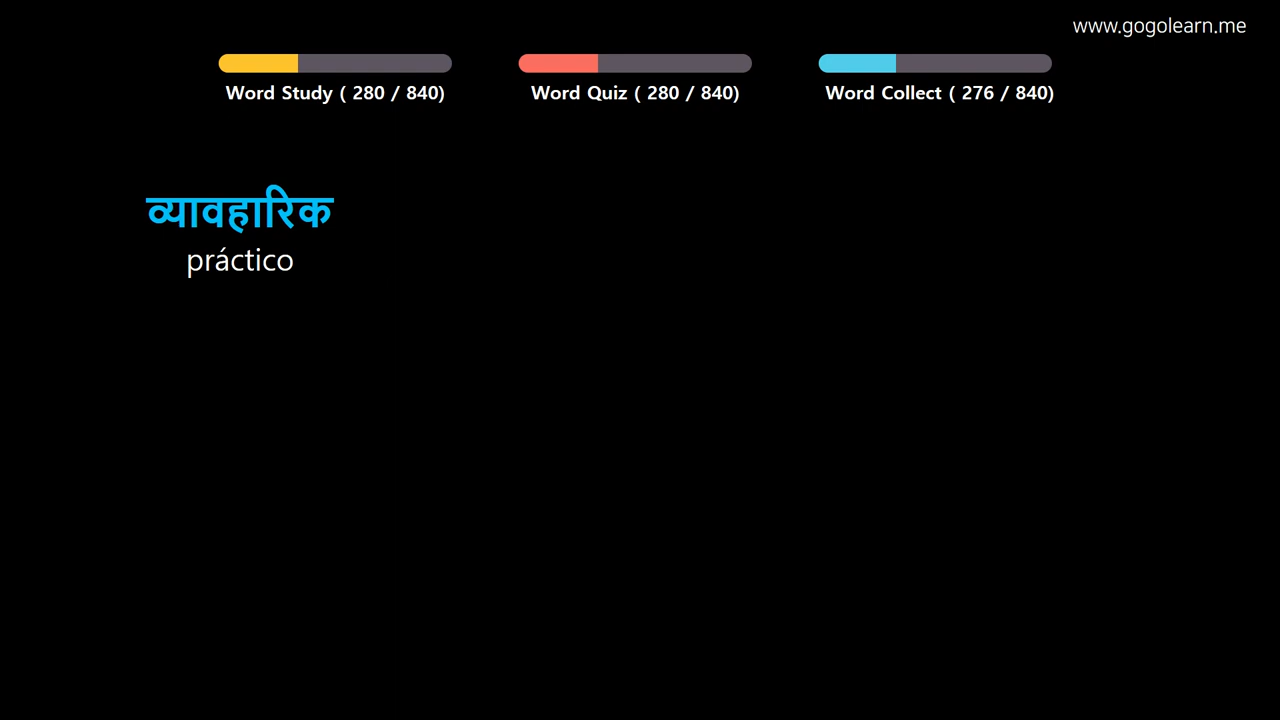 www.gogolearn.me
Word Study ( 280 / 840)
Word Quiz ( 280 / 840)
Word Collect ( 276 / 840)
व्यावहारिक
práctico